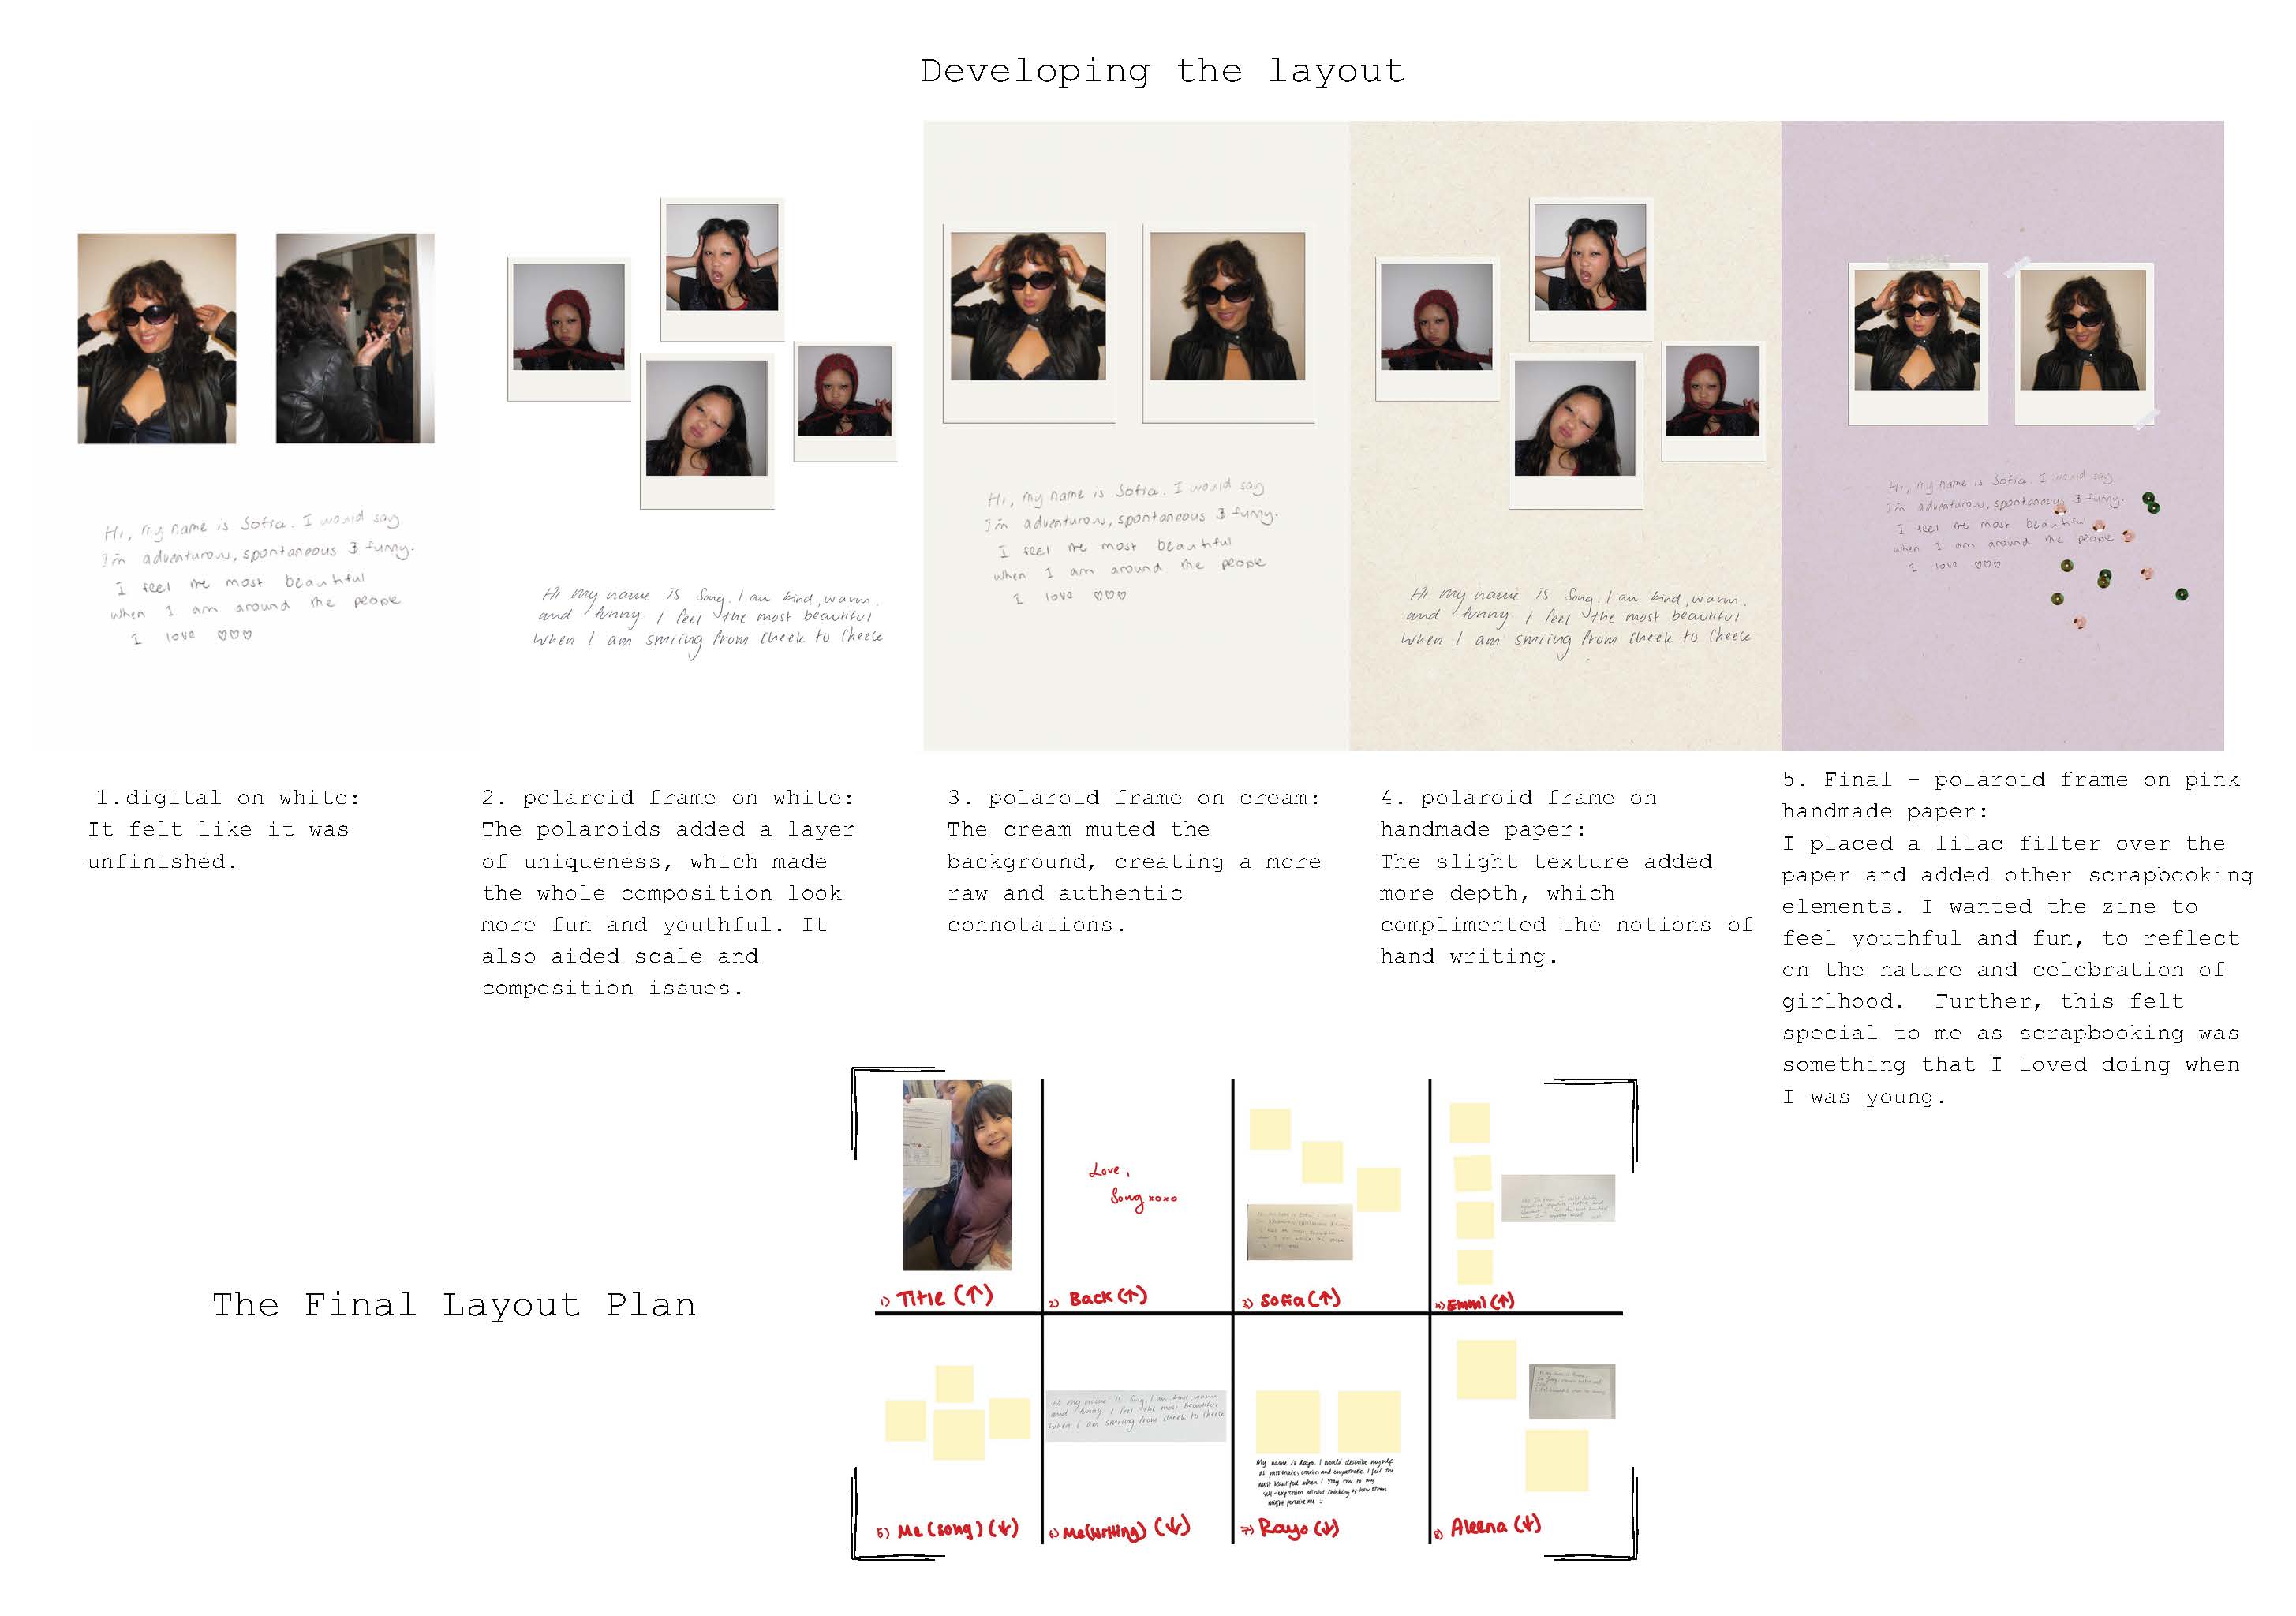 Developing the layout
Hi, my name is Sofia. I would say
I'm adventurous, spontaneous & funny.
I feel the most beautiful
when I am around the people
I love ♡♡♡
Hi my name is Song. I am kind, warm,
and funny. I feel the most beautiful
when I am smiling from cheek to cheek
Hi, my name is Sofia. I would say
I'm adventurous, spontaneous & funny.
I feel the most beautiful
when I am around the people
I love ♡♡♡
Hi my name is Song. I am kind, warm,
and funny. I feel the most beautiful
when I am smiling from cheek to cheek
Hi, my name is Sofia. I would say
I'm adventurous, spontaneous & funny.
I feel the most beautiful
when I am around the people
I love ♡♡♡
1.digital on white:
It felt like it was
unfinished.
2. polaroid frame on white:
The polaroids added a layer
of uniqueness, which made
the whole composition look
more fun and youthful. It
also aided scale and
composition issues.
3. polaroid frame on cream:
The cream muted the
background, creating a more
raw and authentic
connotations.
4. polaroid frame on
handmade paper:
The slight texture added
more depth, which
complimented the notions of
hand writing.
5. Final - polaroid frame on pink
handmade paper:
I placed a lilac filter over the
paper and added other scrapbooking
elements. I wanted the zine to
feel youthful and fun, to reflect
on the nature and celebration of
girlhood.  Further, this felt
special to me as scrapbooking was
something that I loved doing when
I was young.
The Final Layout Plan
Love,
Song xoxo
1) Title (↑)
2) Back (↑)
3) Sofia (↑)
4) Emmi (↑)
Hi my name is Song. I am kind, warm,
and funny. I feel the most beautiful
when I am smiling from cheek to cheek
My name is Rayo. I would describe myself
as passionate, creative, and empathetic. I feel the
most beautiful when I stay true to my
self-expression without thinking of how others
might perceive me
5) Me (song) (↓)
6) Me (writing) (↓)
7) Rayo (↓)
8) Aleena (↓)